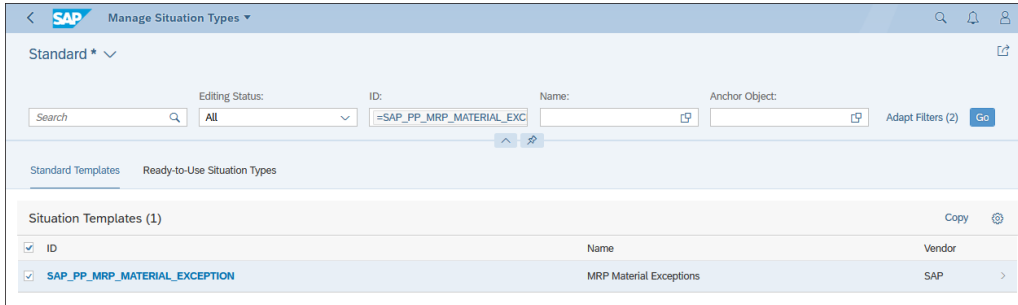 SAP Manage Situation Types
Standard *
Editing Status: ID: Name: Anchor Object:
Search All =SAP_PP_MRP_MATERIAL_EXC Adapt Filters (2) Go
Standard Templates Ready-to-Use Situation Types
Situation Templates (1) Copy
ID Name Vendor
SAP_PP_MRP_MATERIAL_EXCEPTION MRP Material Exceptions SAP